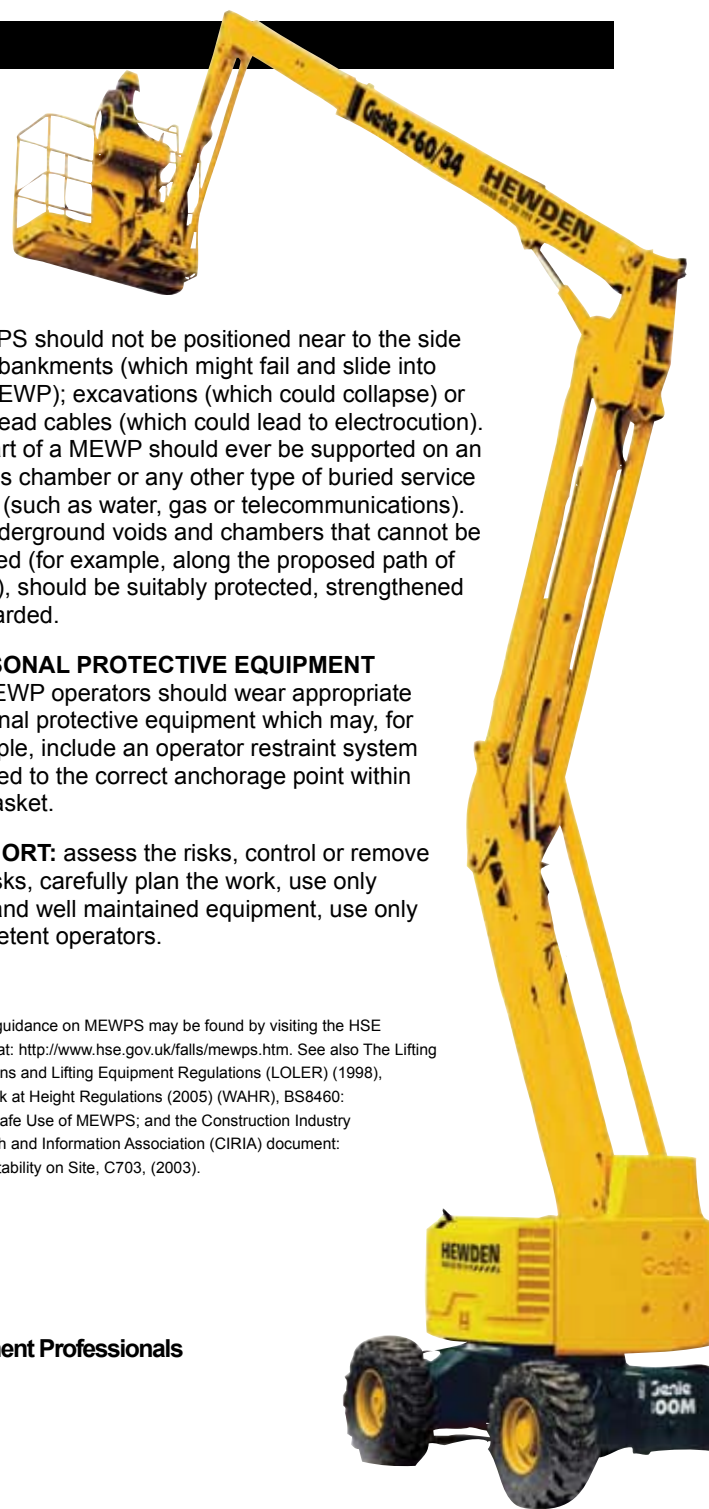 Genie Z-60/34
HEWDEN
PS should not be positioned near to the side
bankments (which might fail and slide into
EWP); excavations (which could collapse) or
ead cables (which could lead to electrocution).
art of a MEWP should ever be supported on an
s chamber or any other type of buried service
(such as water, gas or telecommunications).
derground voids and chambers that cannot be
ed (for example, along the proposed path of
), should be suitably protected, strengthened
arded.
SONAL PROTECTIVE EQUIPMENT
EWP operators should wear appropriate
nal protective equipment which may, for
ple, include an operator restraint system
ed to the correct anchorage point within
asket.
ORT: assess the risks, control or remove
sks, carefully plan the work, use only
and well maintained equipment, use only
etent operators.
guidance on MEWPS may be found by visiting the HSE
at: http://www.hse.gov.uk/falls/mewps.htm. See also The Lifting
ns and Lifting Equipment Regulations (LOLER) (1998),
k at Height Regulations (2005) (WAHR), BS8460:
afe Use of MEWPS; and the Construction Industry
h and Information Association (CIRIA) document:
tability on Site, C703, (2003).
HEWDEN
Genie
ent Professionals
Genie
BOOM